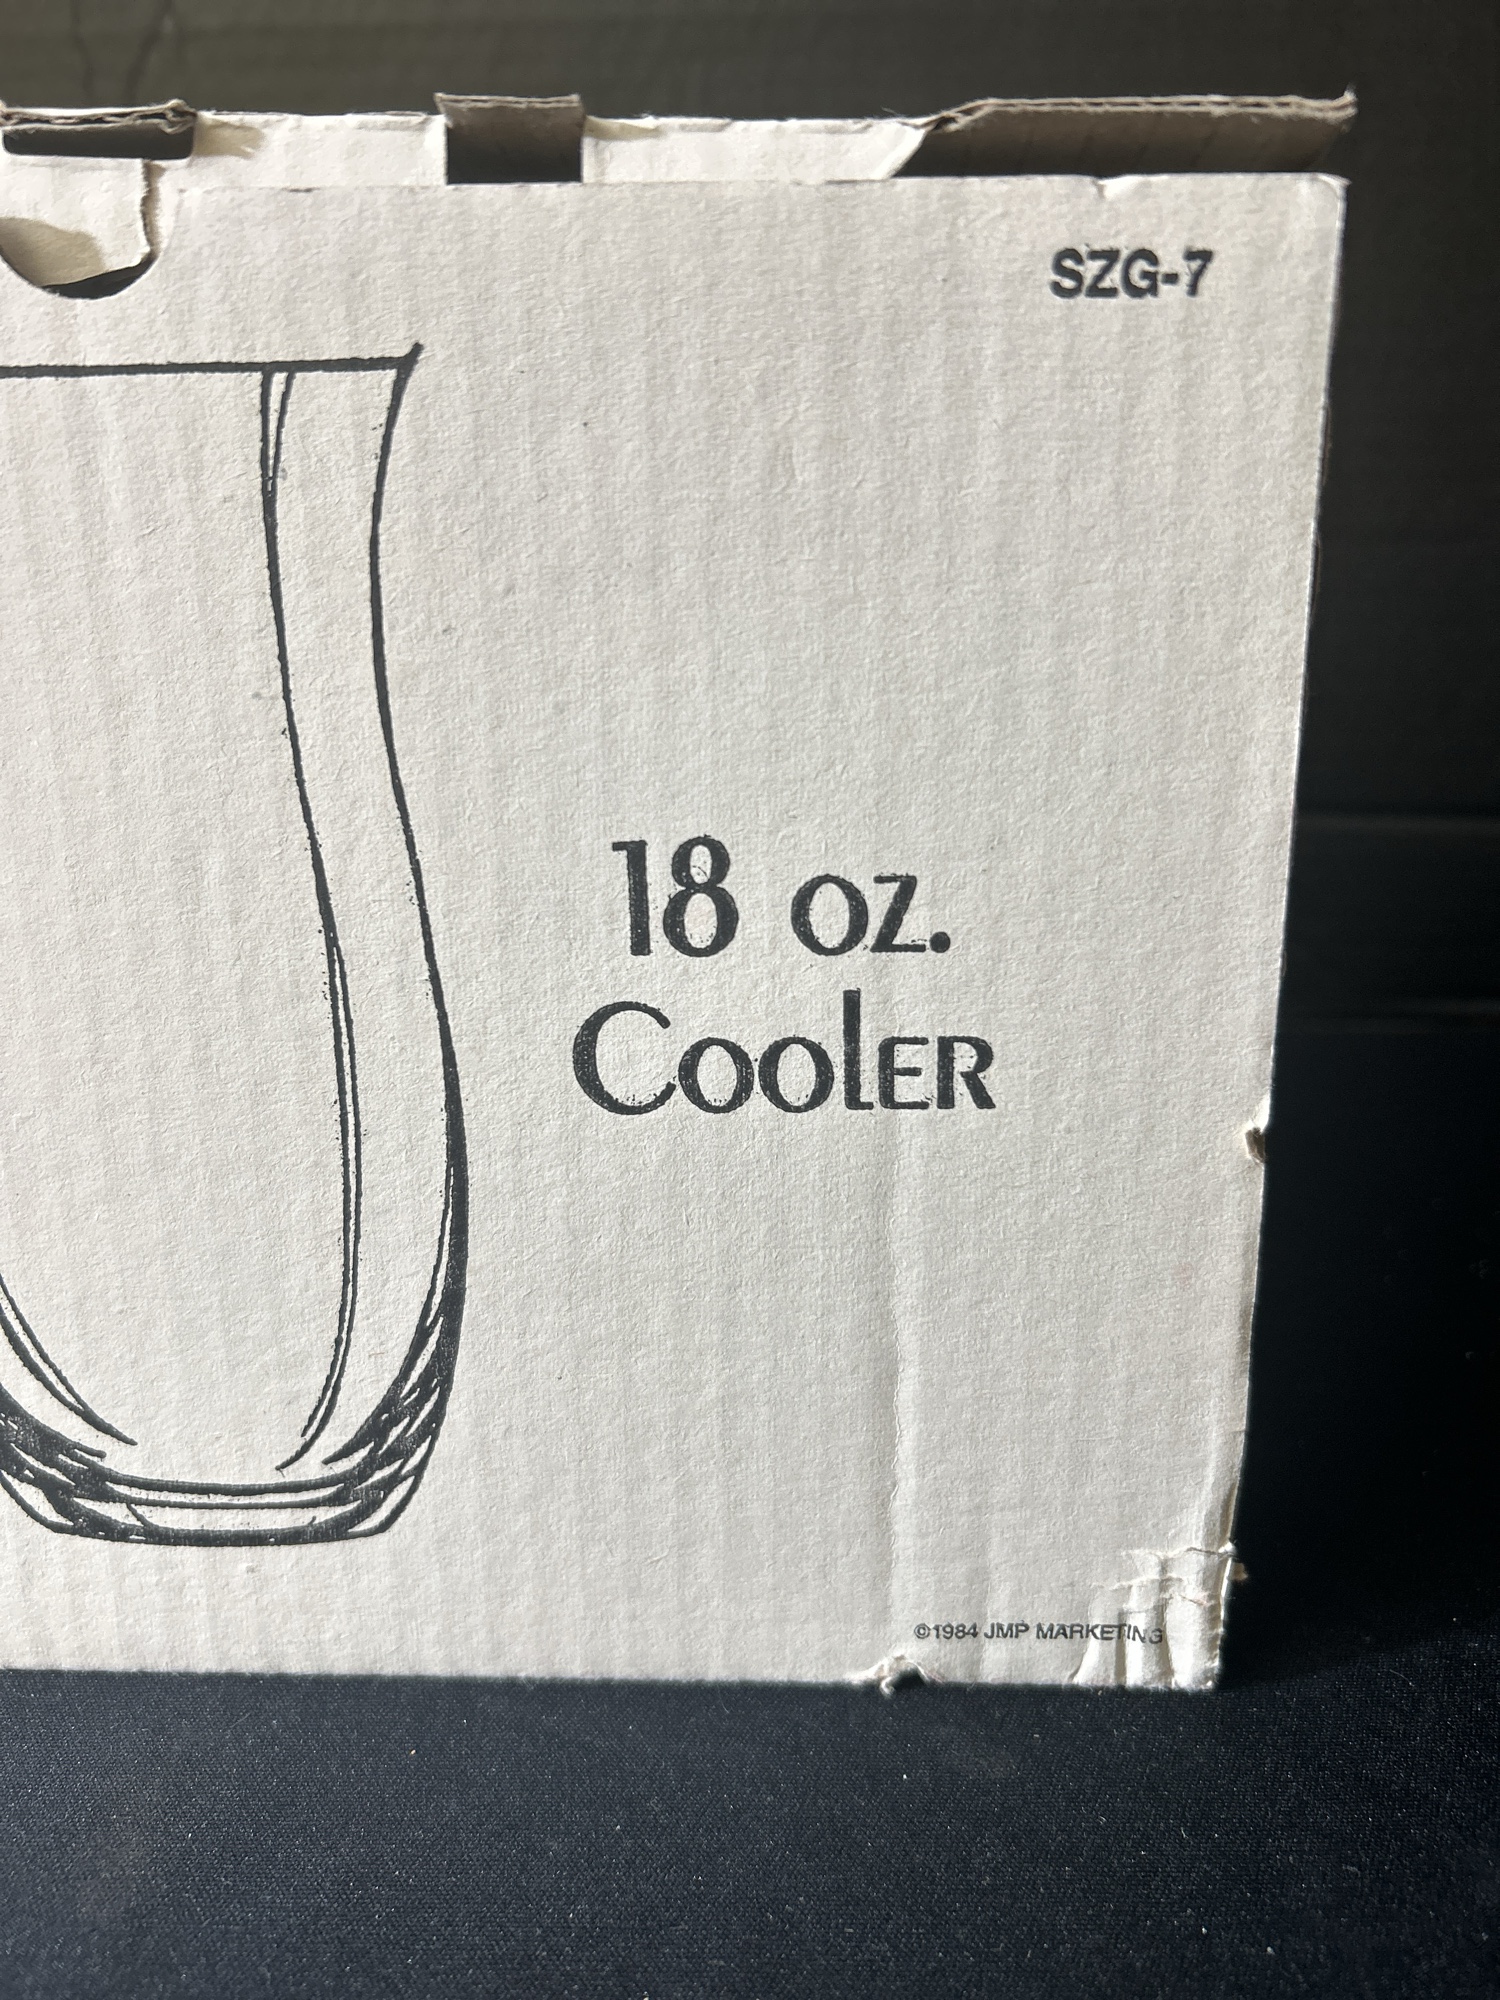 SZG-7
18 oz.
Cooler
©1984 JMP MARKETING